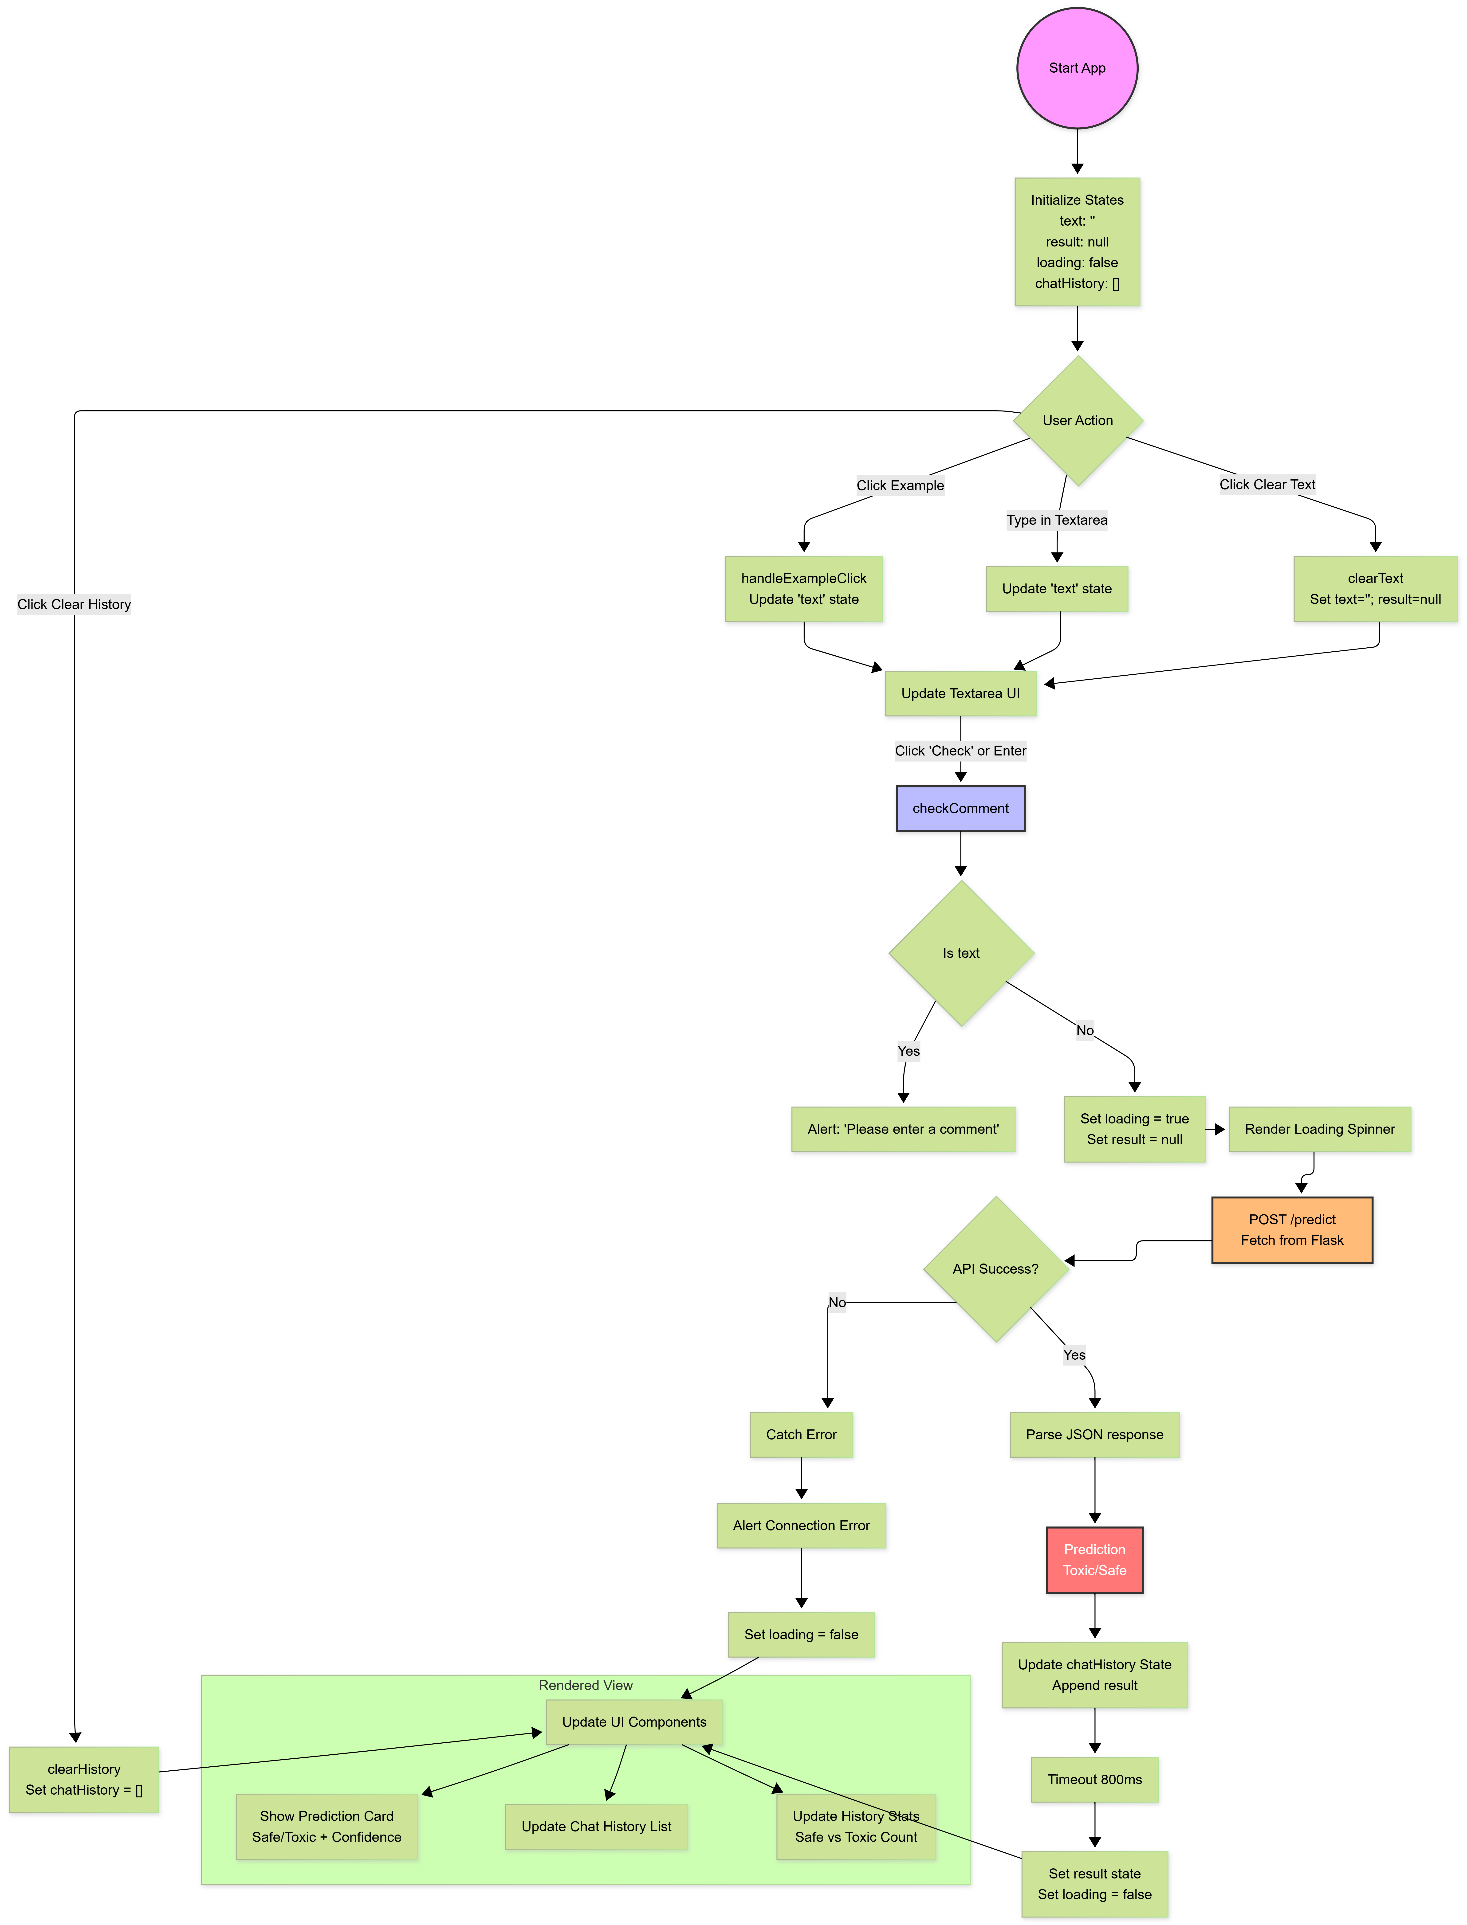 Start App
Initialize States
text: ''
result: null
loading: false
chatHistory: []
User Action
Click Example
Click Clear Text
Type in Textarea
handleExampleClick
Update 'text' state
Update 'text' state
clearText
Set text=''; result=null
Click Clear History
Update Textarea UI
Click 'Check' or Enter
checkComment
Is text
Yes
No
Alert: 'Please enter a comment'
Set loading = true
Set result = null
Render Loading Spinner
POST /predict
Fetch from Flask
API Success?
No
Yes
Catch Error
Parse JSON response
Alert Connection Error
Prediction
Toxic/Safe
Set loading = false
Update chatHistory State
Append result
Rendered View
Update UI Components
clearHistory
Set chatHistory = []
Timeout 800ms
Show Prediction Card
Safe/Toxic + Confidence
Update Chat History List
Update History Stats
Safe vs Toxic Count
Set result state
Set loading = false